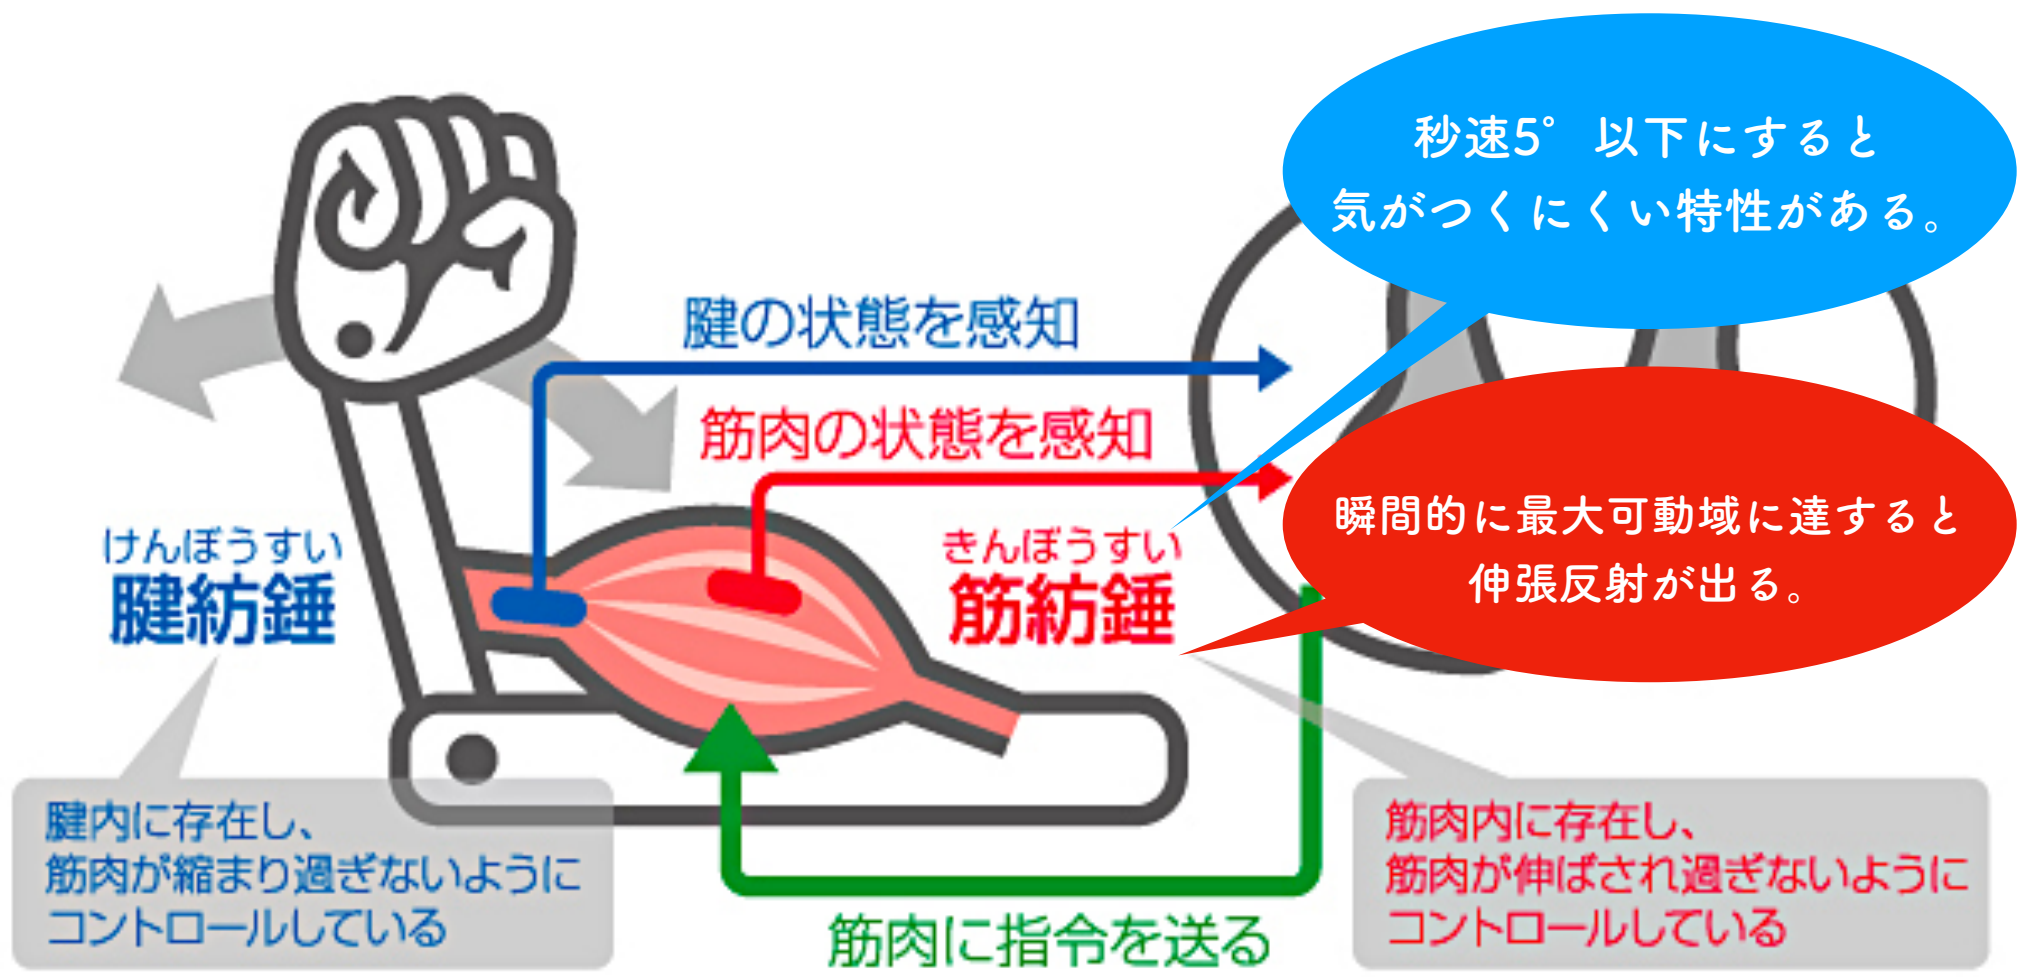 秒速5° 以下にすると
気がつくにくい特性がある。
腱の状態を感知
筋肉の状態を感知
瞬間的に最大可動域に達すると
伸張反射が出る。
けんぼうすい
腱紡錘
きんぼうすい
筋紡錘
腱内に存在し、
筋肉が縮まり過ぎないように
コントロールしている
筋肉内に存在し、
筋肉が伸ばされ過ぎないように
コントロールしている
筋肉に指令を送る